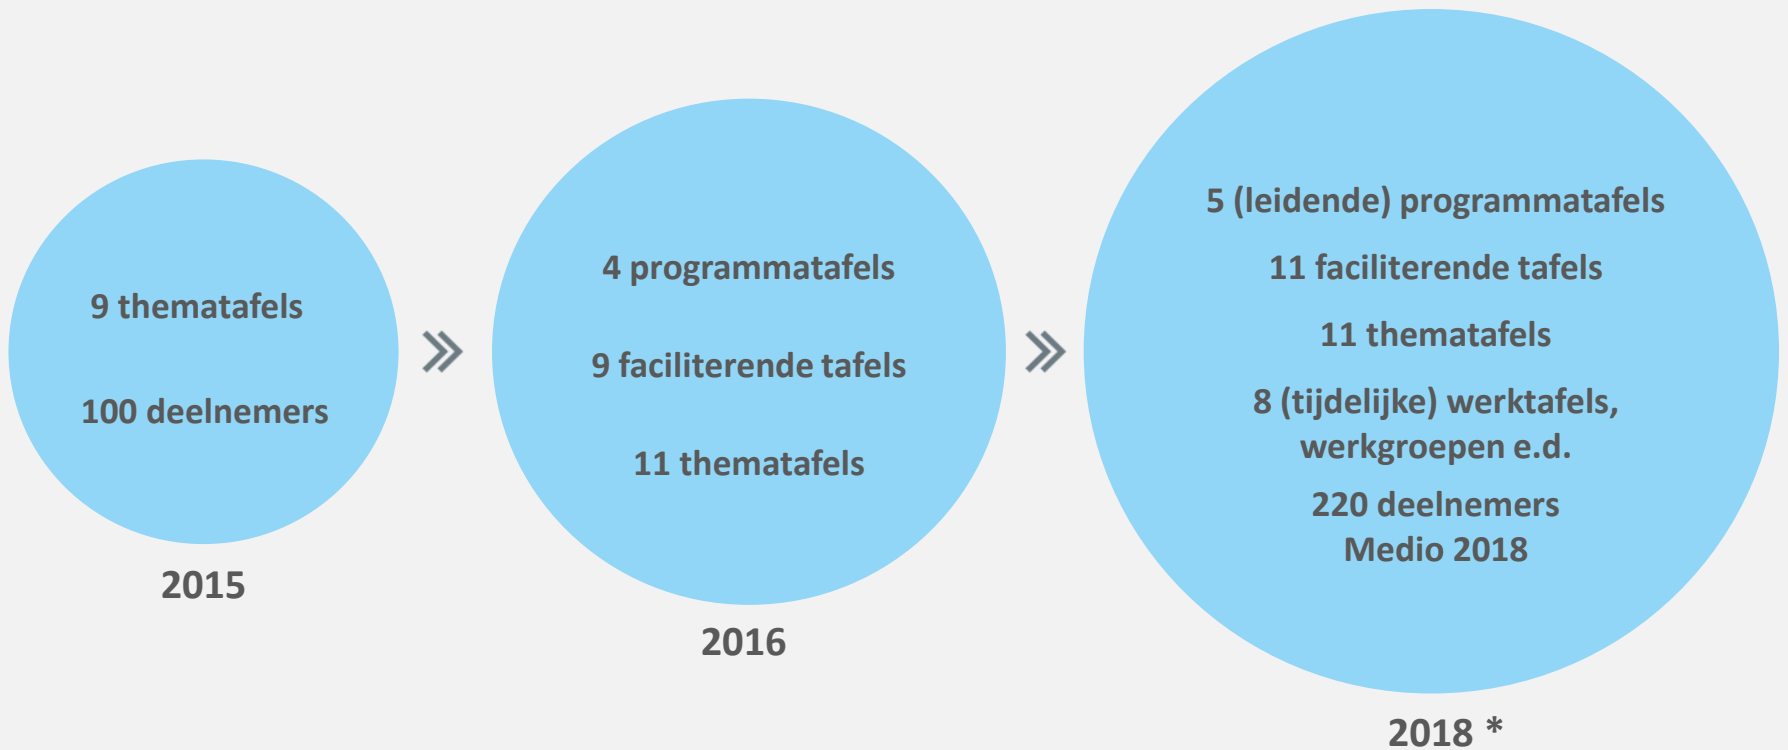 9 thematafels
100 deelnemers
2015
4 programmatafels
9 faciliterende tafels
11 thematafels
2016
5 (leidende) programmatafels
11 faciliterende tafels
11 thematafels
8 (tijdelijke) werktafels,
werkgroepen e.d.
220 deelnemers
Medio 2018
2018 *